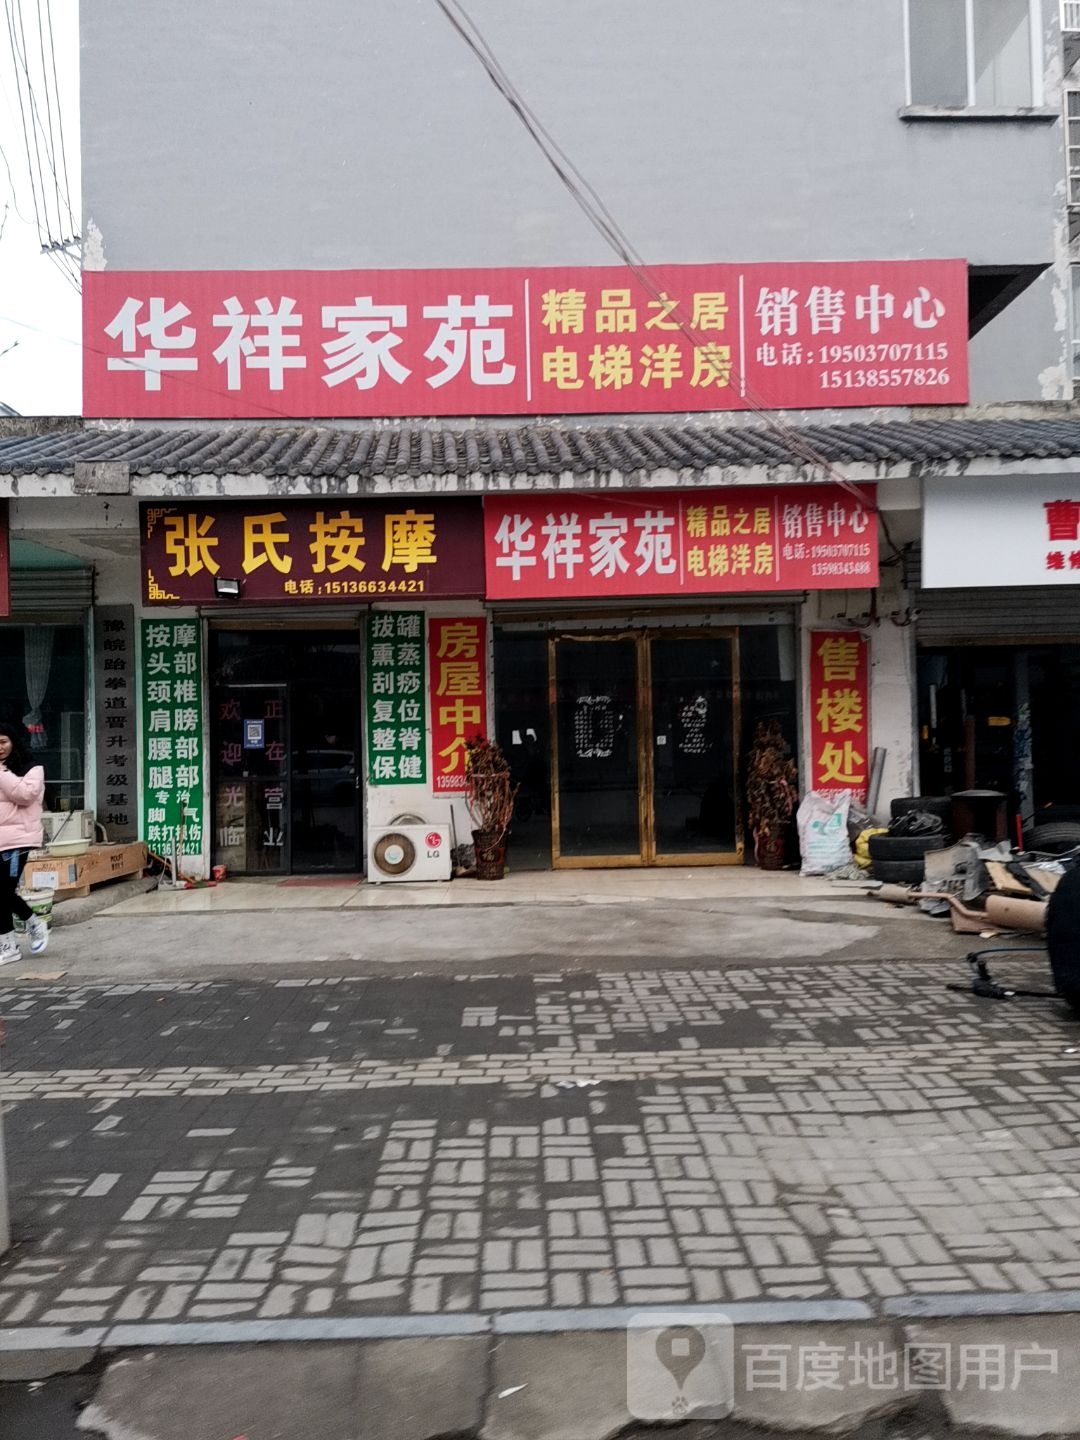 华祥家苑
精品之居
电梯洋房
销售中心
电话:19503707115
15138557826
张氏按摩
电话:15136634421
华祥家苑
精品之居
电梯洋房
销售中心
电话:19503707115
13598343488
曹
维修
豫皖跆拳道晋升考级基地
按摩
头部
颈椎
肩膀
腰部
腿部
专治
脚气
跌打损伤
15136624421
欢迎光临
正在营业
拔罐
熏蒸
刮痧
复位
整脊
保健
房屋中介
售楼处
LG
百度地图用户